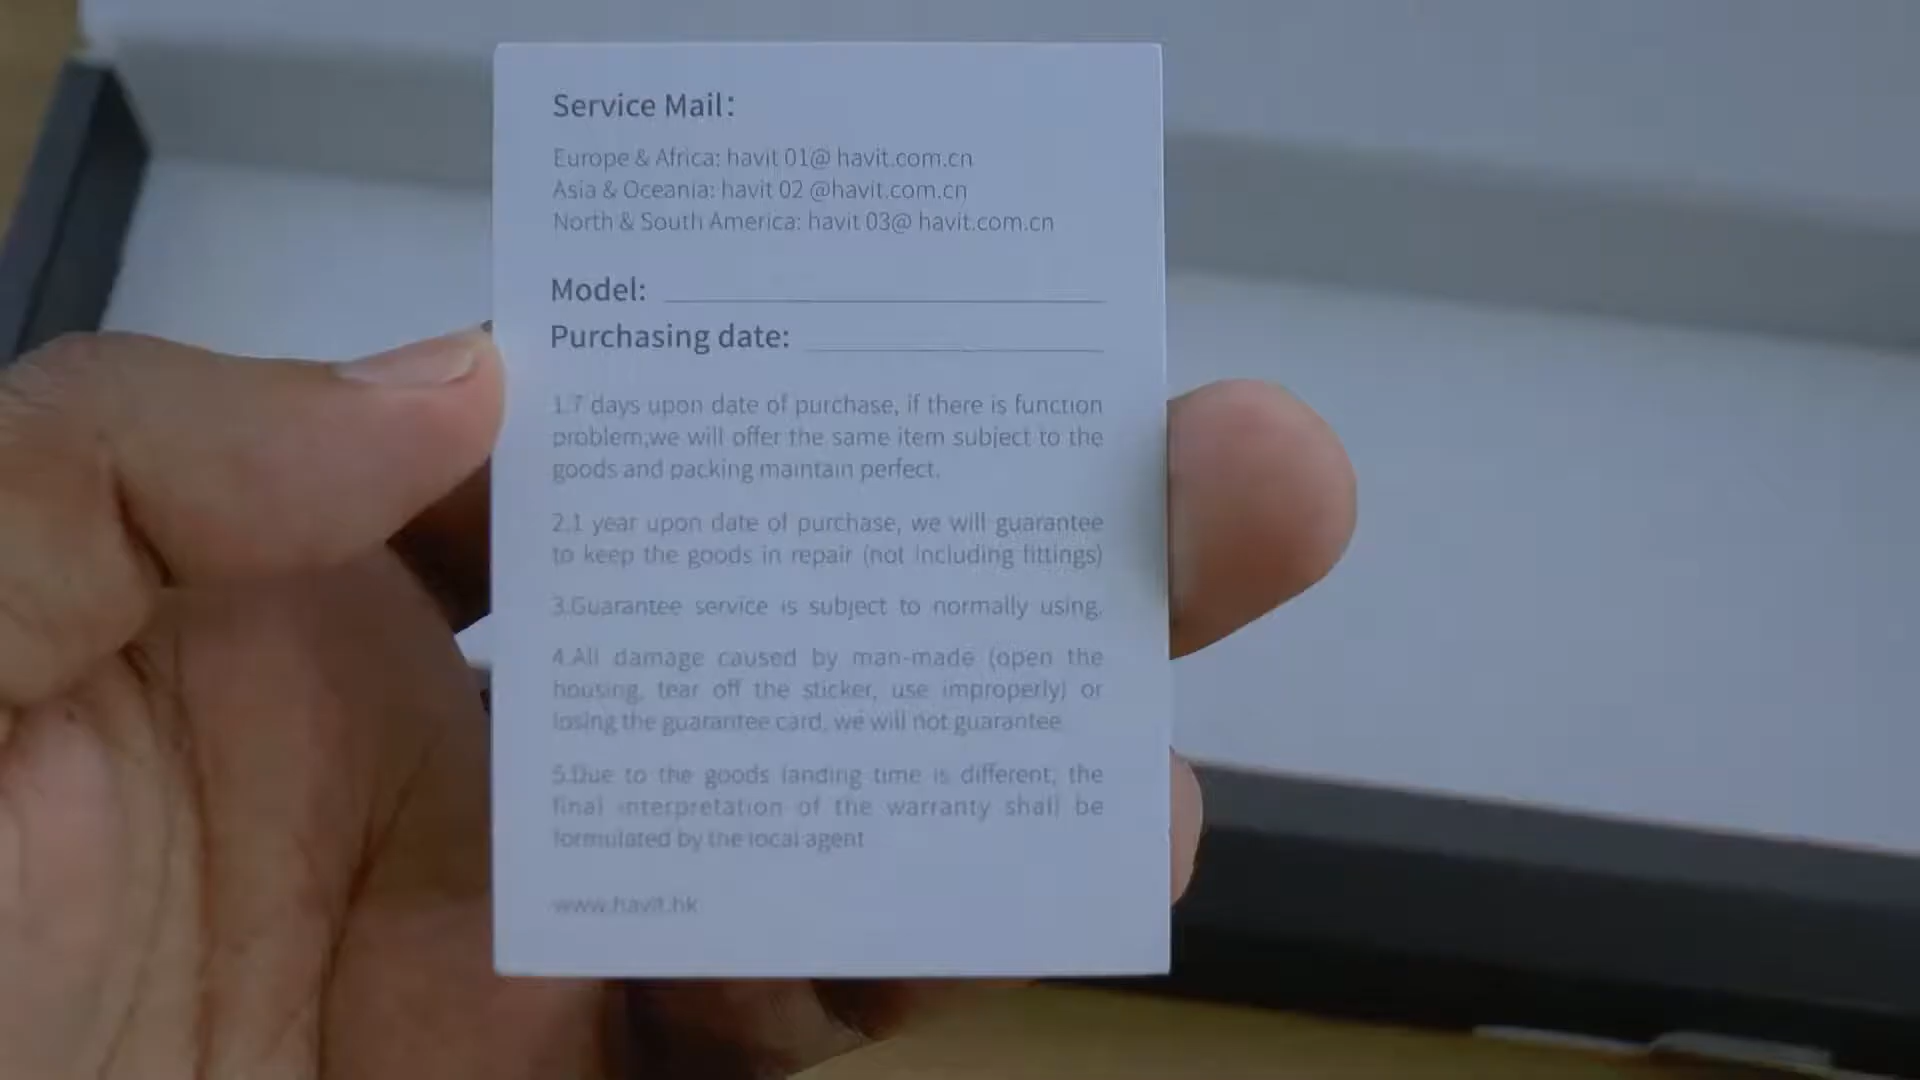 Service Mail:
Europe & Africa: havit 01@ havit.com.cn
Asia & Oceania: havit 02 @havit.com.cn
North & South America: havit 03@ havit.com.cn
Model:
Purchasing date:
1.7 days upon date of purchase, if there is function
problem,we will offer the same item subject to the
goods and packing maintain perfect.
2.1 year upon date of purchase, we will guarantee
to keep the goods in repair (not including fittings)
3.Guarantee service is subject to normally using.
4.All damage caused by man-made (open the
housing, tear off the sticker, use improperly) or
losing the guarantee card, we will not guarantee
5.Due to the goods landing time is different, the
final interpretation of the warranty shall be
formulated by the local agent
www.havit.hk